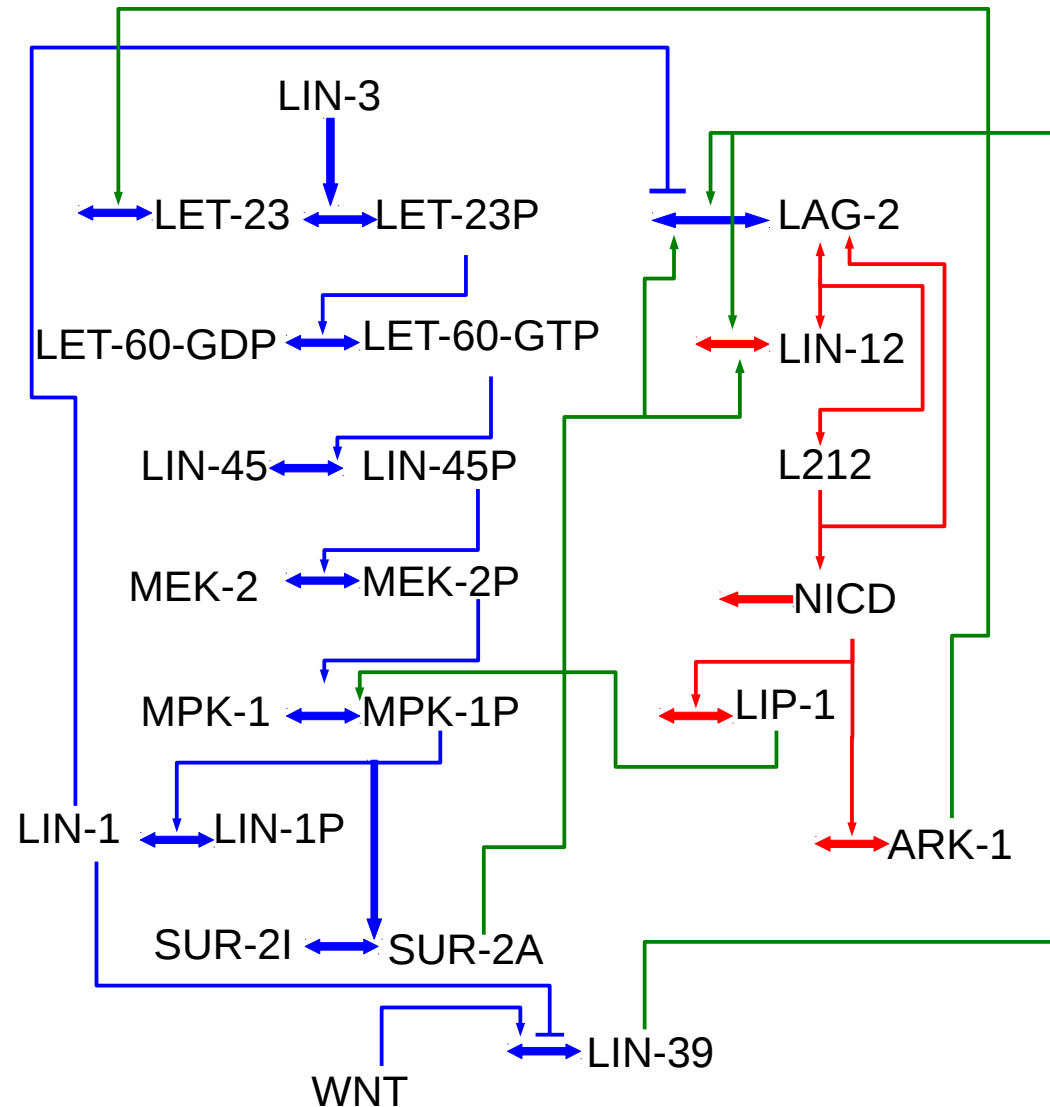 LIN-3
LET-23
LET-23P
LAG-2
LET-60-GDP
LET-60-GTP
LIN-12
LIN-45
LIN-45P
L212
MEK-2
MEK-2P
NICD
MPK-1
MPK-1P
LIP-1
LIN-1
LIN-1P
ARK-1
SUR-2I
SUR-2A
LIN-39
WNT